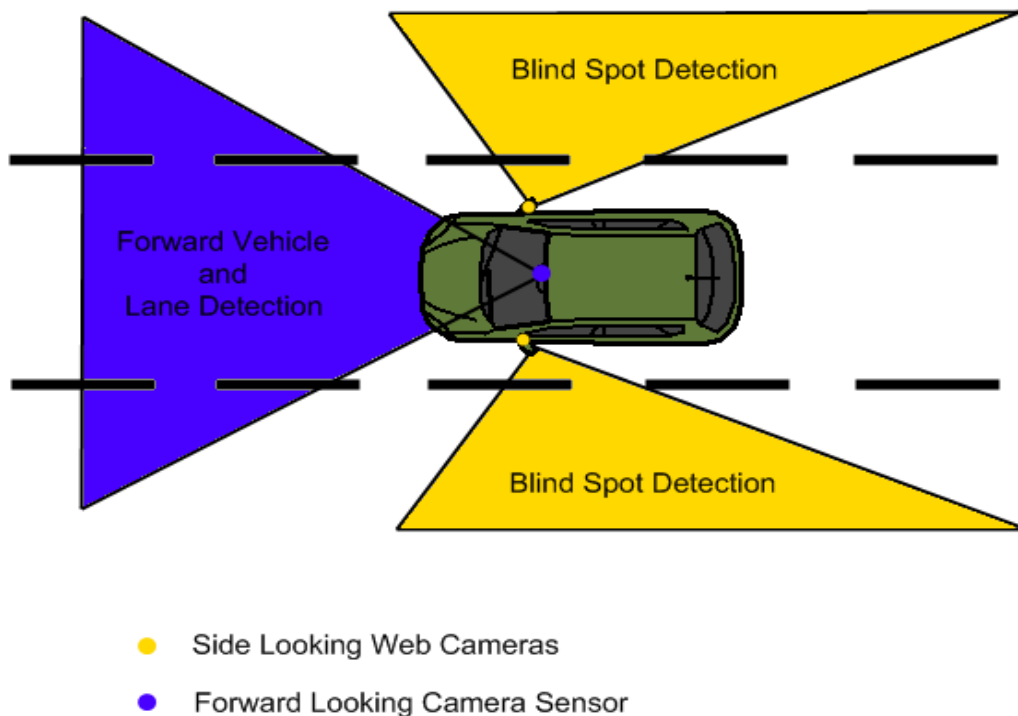 Blind Spot Detection
Forward Vehicle
and
Lane Detection
Blind Spot Detection
Side Looking Web Cameras
Forward Looking Camera Sensor